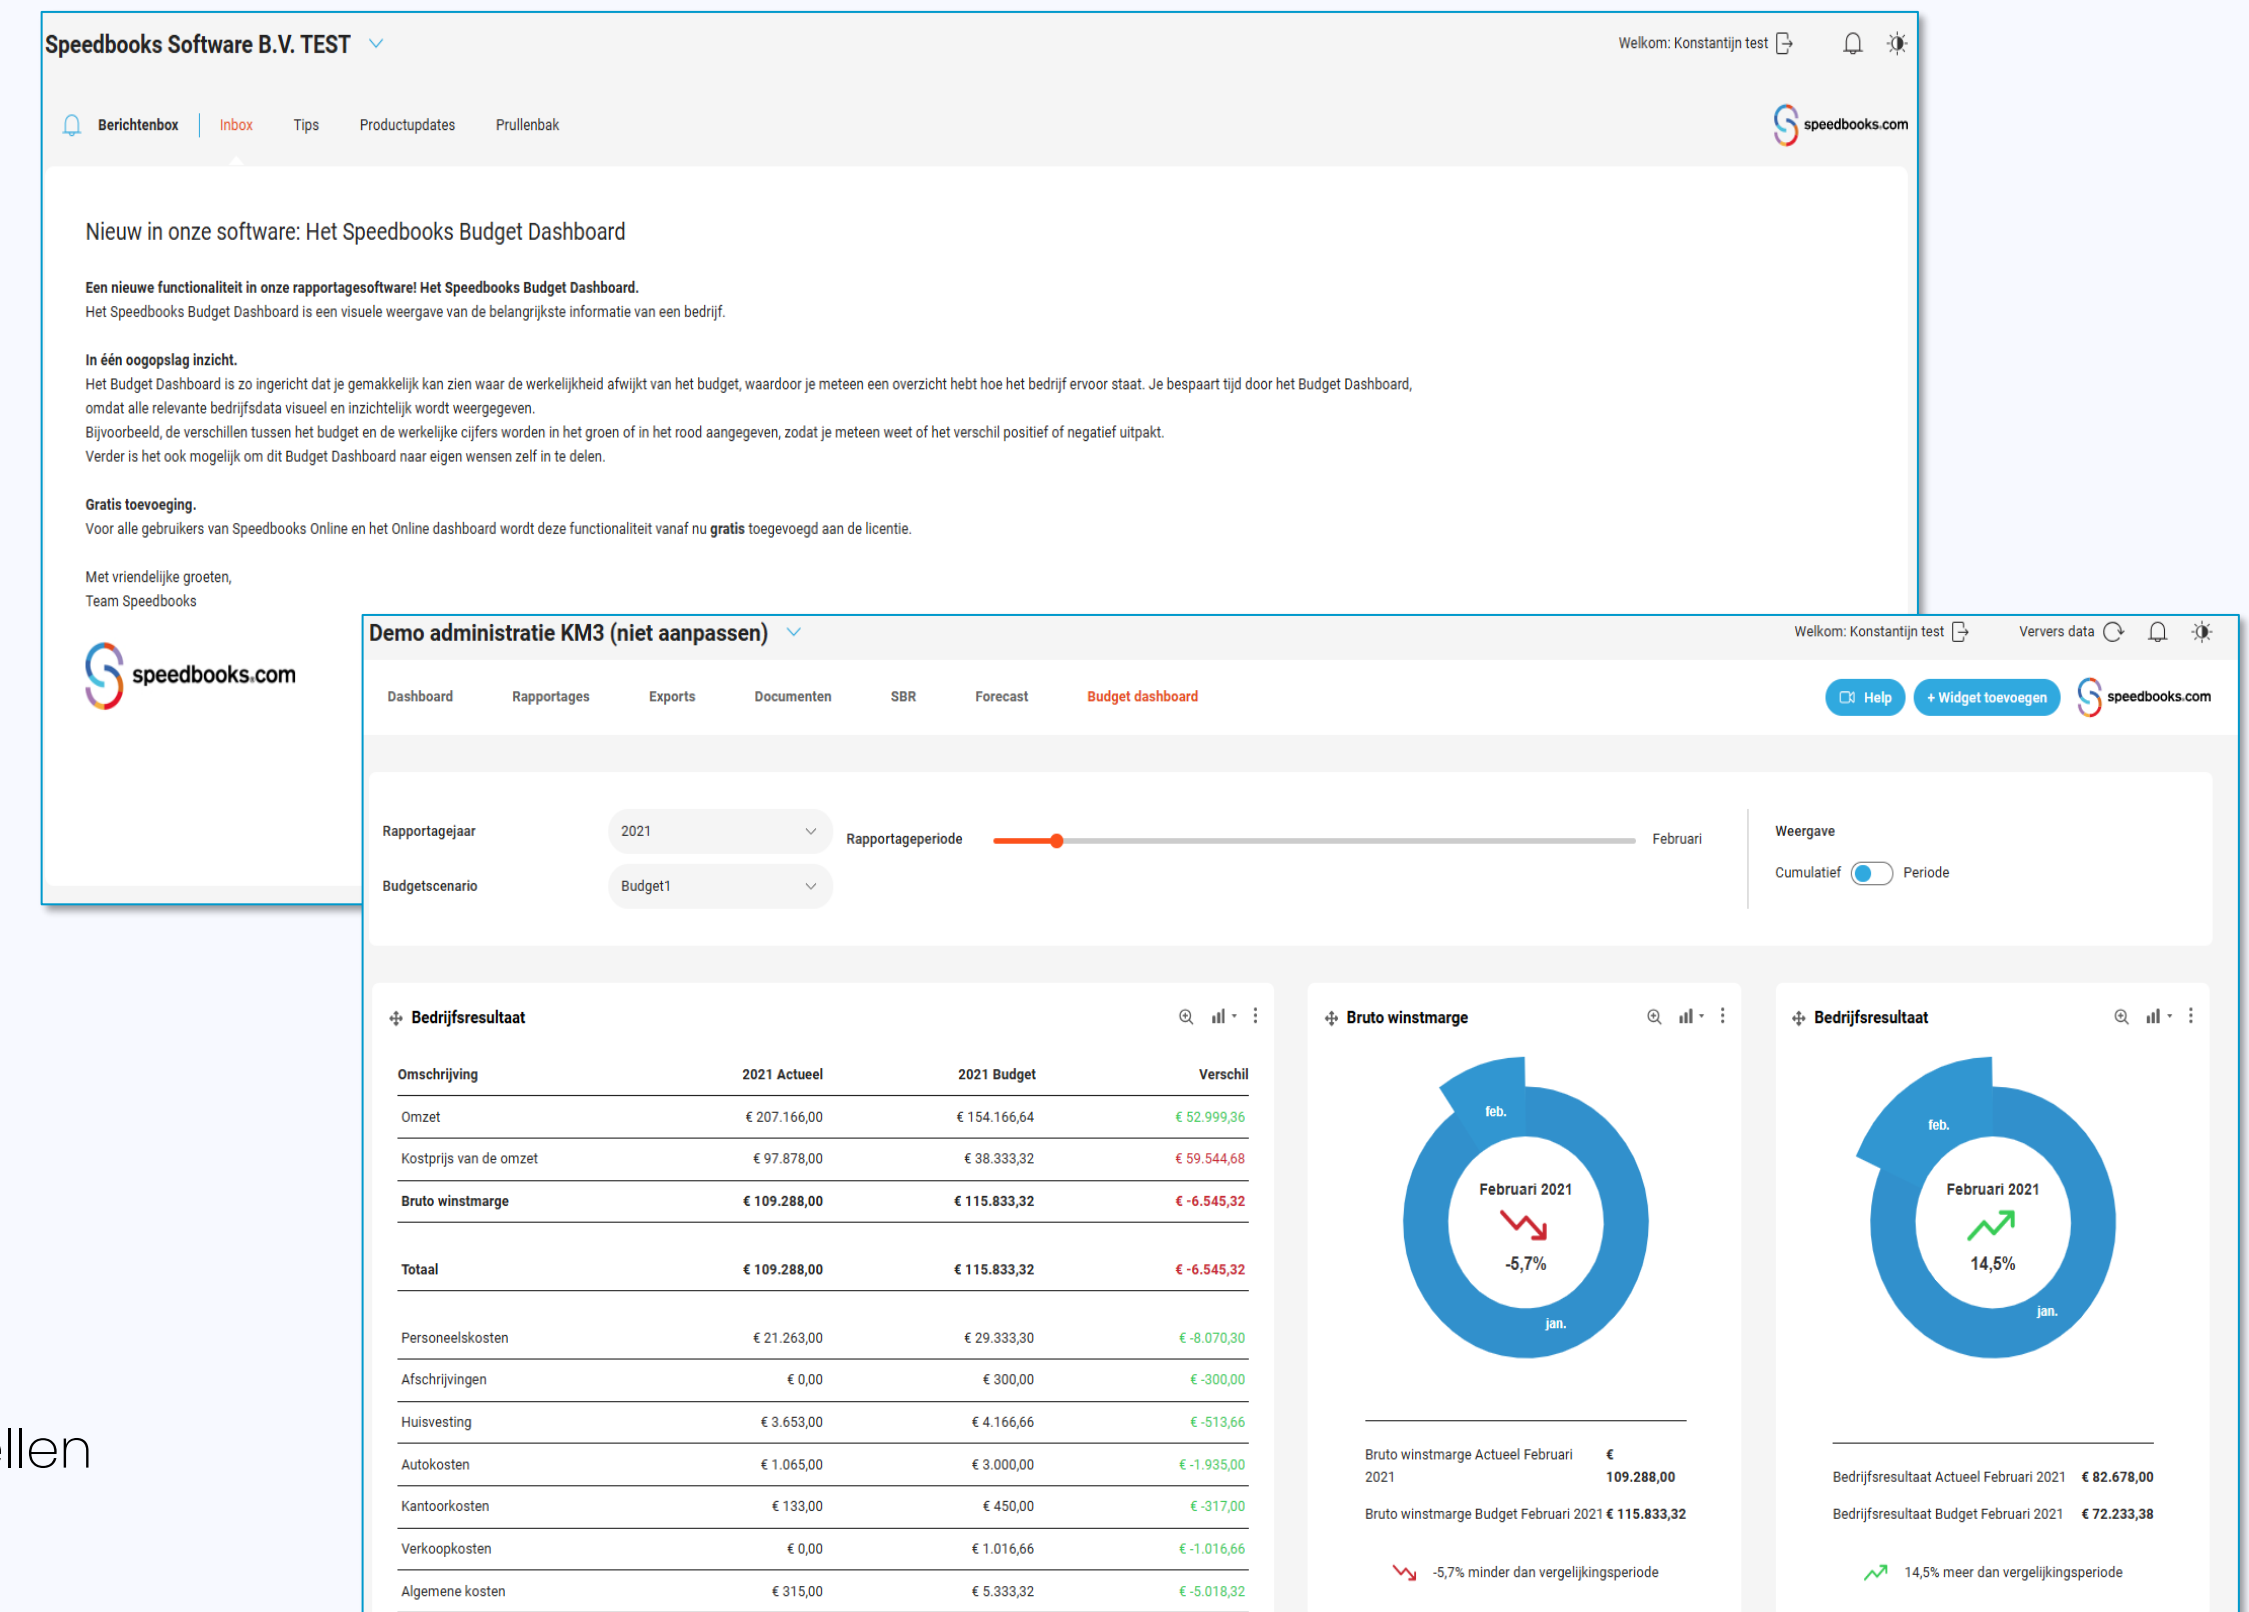 Speedbooks Software B.V. TEST
Welkom: Konstantijn test
Berichtenbox
Inbox
Tips
Productupdates
Prullenbak
speedbooks.com
Nieuw in onze software: Het Speedbooks Budget Dashboard
Een nieuwe functionaliteit in onze rapportagesoftware! Het Speedbooks Budget Dashboard.
Het Speedbooks Budget Dashboard is een visuele weergave van de belangrijkste informatie van een bedrijf.
In één oogopslag inzicht.
Het Budget Dashboard is zo ingericht dat je gemakkelijk kan zien waar de werkelijkheid afwijkt van het budget, waardoor je meteen een overzicht hebt hoe het bedrijf ervoor staat. Je bespaart tijd door het Budget Dashboard,
omdat alle relevante bedrijfsdata visueel en inzichtelijk wordt weergegeven.
Bijvoorbeeld, de verschillen tussen het budget en de werkelijke cijfers worden in het groen of in het rood aangegeven, zodat je meteen weet of het verschil positief of negatief uitpakt.
Verder is het ook mogelijk om dit Budget Dashboard naar eigen wensen zelf in te delen.
Gratis toevoeging.
Voor alle gebruikers van Speedbooks Online en het Online dashboard wordt deze functionaliteit vanaf nu gratis toegevoegd aan de licentie.
Met vriendelijke groeten,
Team Speedbooks
speedbooks.com
Demo administratie KM3 (niet aanpassen)
Welkom: Konstantijn test
Ververs data
Dashboard
Rapportages
Exports
Documenten
SBR
Forecast
Budget dashboard
Help
+ Widget toevoegen
speedbooks.com
Rapportagejaar
2021
Rapportageperiode
Februari
Weergave
Cumulatief
Periode
Budgetscenario
Budget1
Bedrijfsresultaat
Omschrijving 2021 Actueel 2021 Budget Verschil
Omzet € 207.166,00 € 154.166,64 € 52.999,36
Kostprijs van de omzet € 97.878,00 € 38.333,32 € 59.544,68
Bruto winstmarge € 109.288,00 € 115.833,32 € -6.545,32
Totaal € 109.288,00 € 115.833,32 € -6.545,32
Personeelskosten € 21.263,00 € 29.333,30 € -8.070,30
Afschrijvingen € 0,00 € 300,00 € -300,00
Huisvesting € 3.653,00 € 4.166,66 € -513,66
Autokosten € 1.065,00 € 3.000,00 € -1.935,00
Kantoorkosten € 133,00 € 450,00 € -317,00
Verkoopkosten € 0,00 € 1.016,66 € -1.016,66
Algemene kosten € 315,00 € 5.333,32 € -5.018,32
Bruto winstmarge
feb.
Februari 2021
-5,7%
jan.
Bruto winstmarge Actueel Februari €
2021 109.288,00
Bruto winstmarge Budget Februari 2021 € 115.833,32
-5,7% minder dan vergelijkingsperiode
Bedrijfsresultaat
feb.
Februari 2021
14,5%
jan.
Bedrijfsresultaat Actueel Februari 2021 € 82.678,00
Bedrijfsresultaat Budget Februari 2021 € 72.233,38
14,5% meer dan vergelijkingsperiode